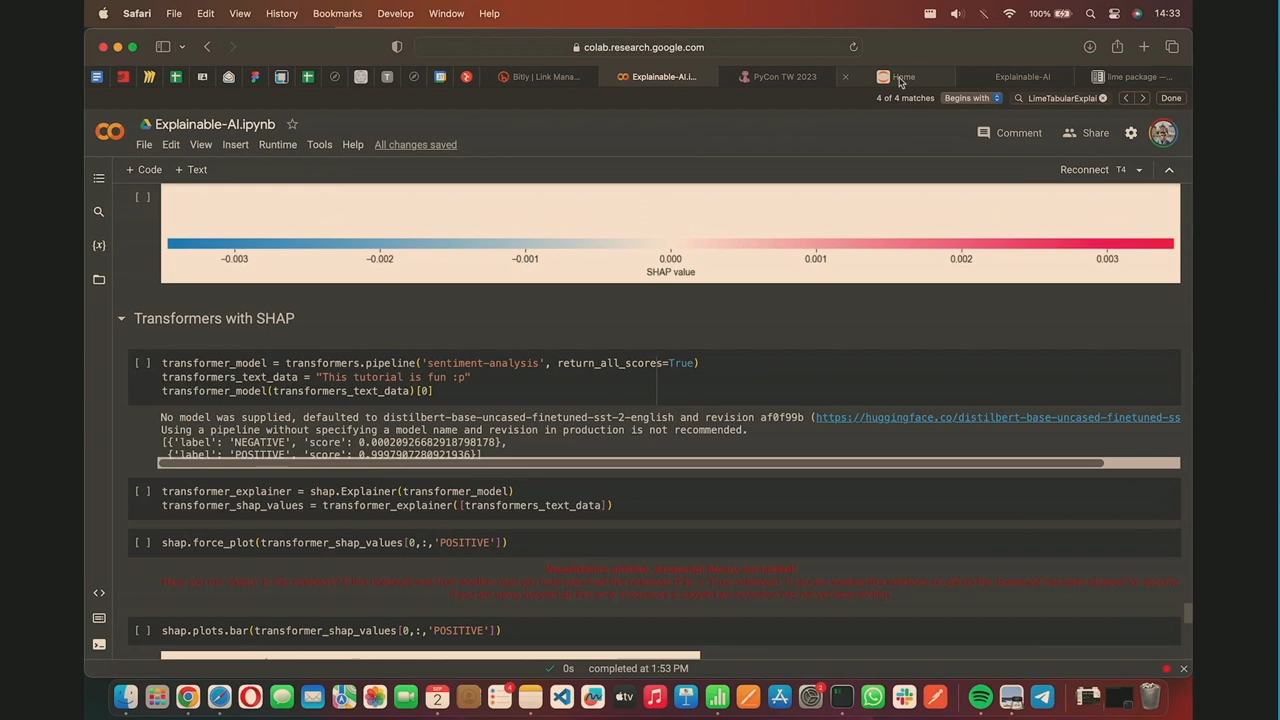 Safari File Edit View History Bookmarks Develop Window Help 100% 14:33
colab.research.google.com
Bitly | Link Mana... Explainable-AI.i... PyCon TW 2023 Home Explainable-AI lime package —...
4 of 4 matches Begins with LimeTabularExplai Done
Explainable-AI.ipynb
File Edit View Insert Runtime Tools Help All changes saved
Comment Share
+ Code + Text
Reconnect T4
[ ]
−0.003 −0.002 −0.001 0.000 0.001 0.002 0.003
SHAP value
Transformers with SHAP
[ ] transformer_model = transformers.pipeline('sentiment-analysis', return_all_scores=True)
transformers_text_data = "This tutorial is fun :p"
transformer_model(transformers_text_data)[0]
No model was supplied, defaulted to distilbert-base-uncased-finetuned-sst-2-english and revision af0f99b (https://huggingface.co/distilbert-base-uncased-finetuned-ss
Using a pipeline without specifying a model name and revision in production is not recommended.
[{'label': 'NEGATIVE', 'score': 0.00020926682918798178},
{'label': 'POSITIVE', 'score': 0.9997907280921936}]
[ ] transformer_explainer = shap.Explainer(transformer_model)
transformer_shap_values = transformer_explainer([transformers_text_data])
[ ] shap.force_plot(transformer_shap_values[0,:,'POSITIVE'])
[ ] shap.plots.bar(transformer_shap_values[0,:,'POSITIVE'])
0s completed at 1:53 PM